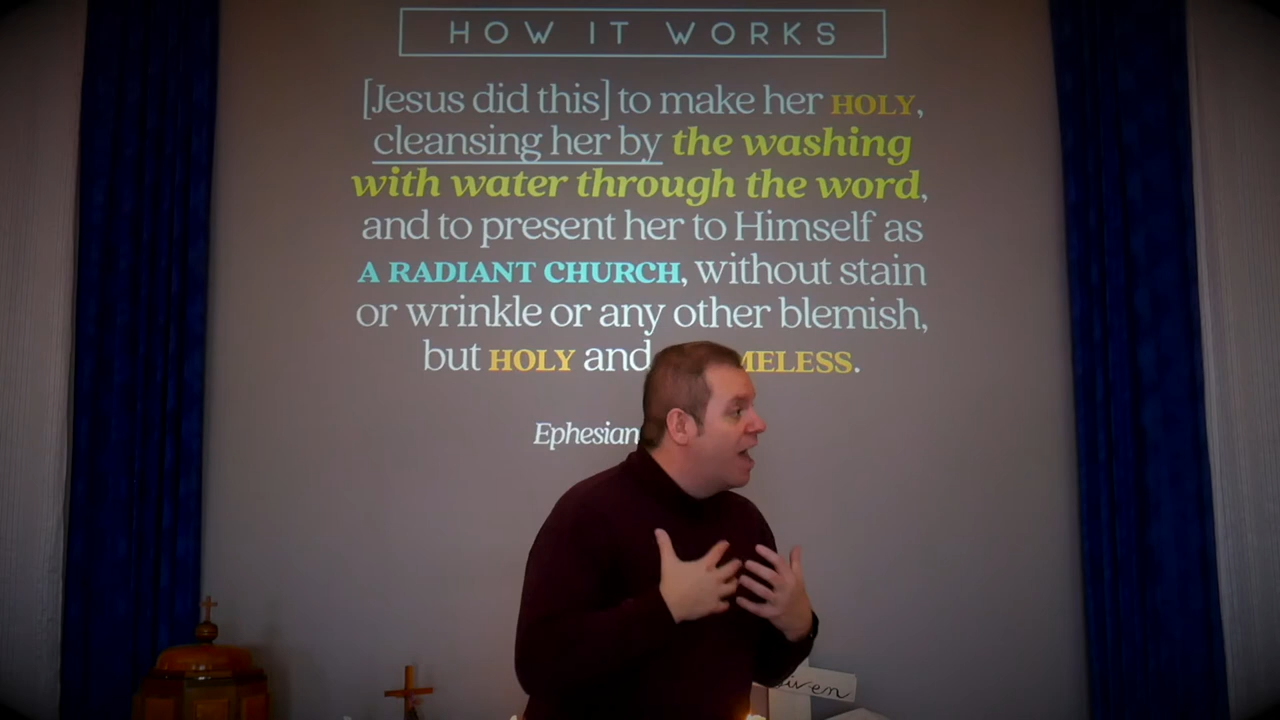 HOW IT WORKS
[Jesus did this] to make her HOLY,
cleansing her by the washing
with water through the word,
and to present her to Himself as
A RADIANT CHURCH, without stain
or wrinkle or any other blemish,
but HOLY and